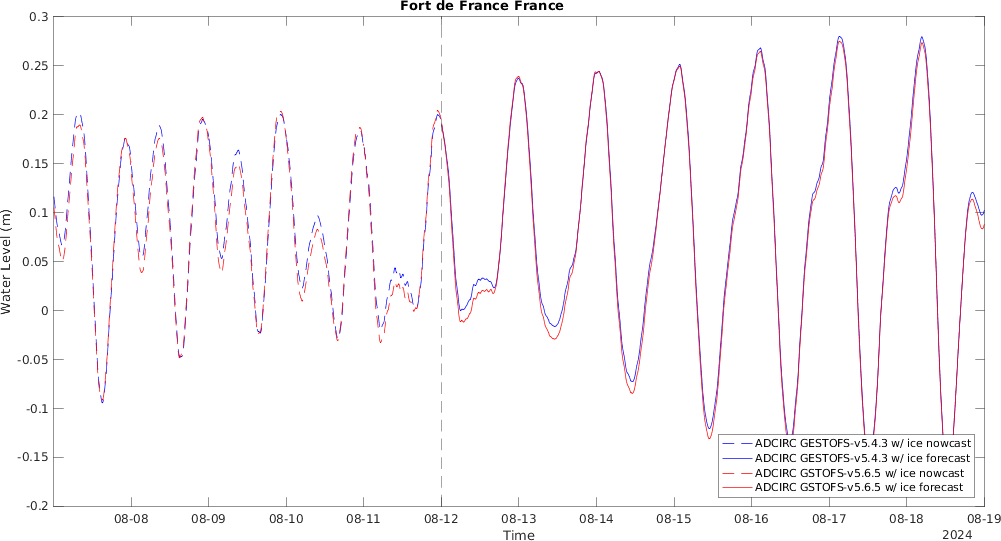 Fort de France France
0.3
0.25
0.2
0.15
0.1
0.05
0
-0.05
-0.1
-0.15
-0.2
Water Level (m)
ADCIRC GESTOFS-v5.4.3 w/ ice nowcast
ADCIRC GESTOFS-v5.4.3 w/ ice forecast
ADCIRC GSTOFS-v5.6.5 w/ ice nowcast
ADCIRC GSTOFS-v5.6.5 w/ ice forecast
08-08 08-09 08-10 08-11 08-12 08-13 08-14 08-15 08-16 08-17 08-18 08-19
Time
2024